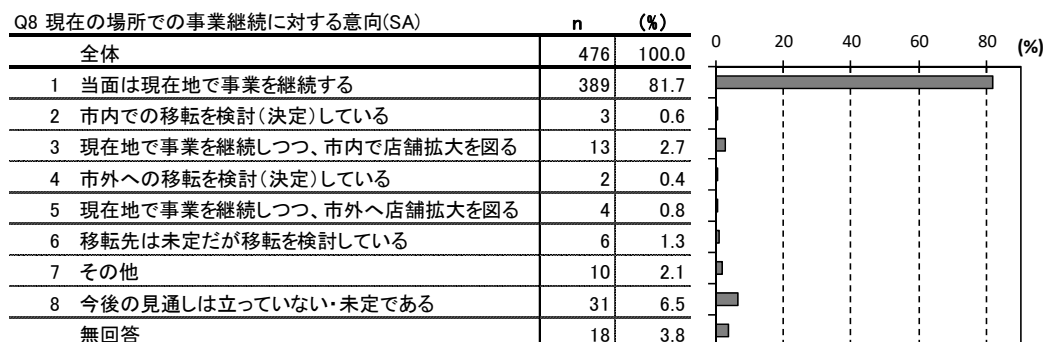 Q8 現在の場所での事業継続に対する意向(SA) n (%)
全体 476 100.0
0 20 40 60 80 (%)
1 当面は現在地で事業を継続する 389 81.7
2 市内での移転を検討(決定)している 3 0.6
3 現在地で事業を継続しつつ、市内で店舗拡大を図る 13 2.7
4 市外への移転を検討(決定)している 2 0.4
5 現在地で事業を継続しつつ、市外へ店舗拡大を図る 4 0.8
6 移転先は未定だが移転を検討している 6 1.3
7 その他 10 2.1
8 今後の見通しは立っていない・未定である 31 6.5
無回答 18 3.8